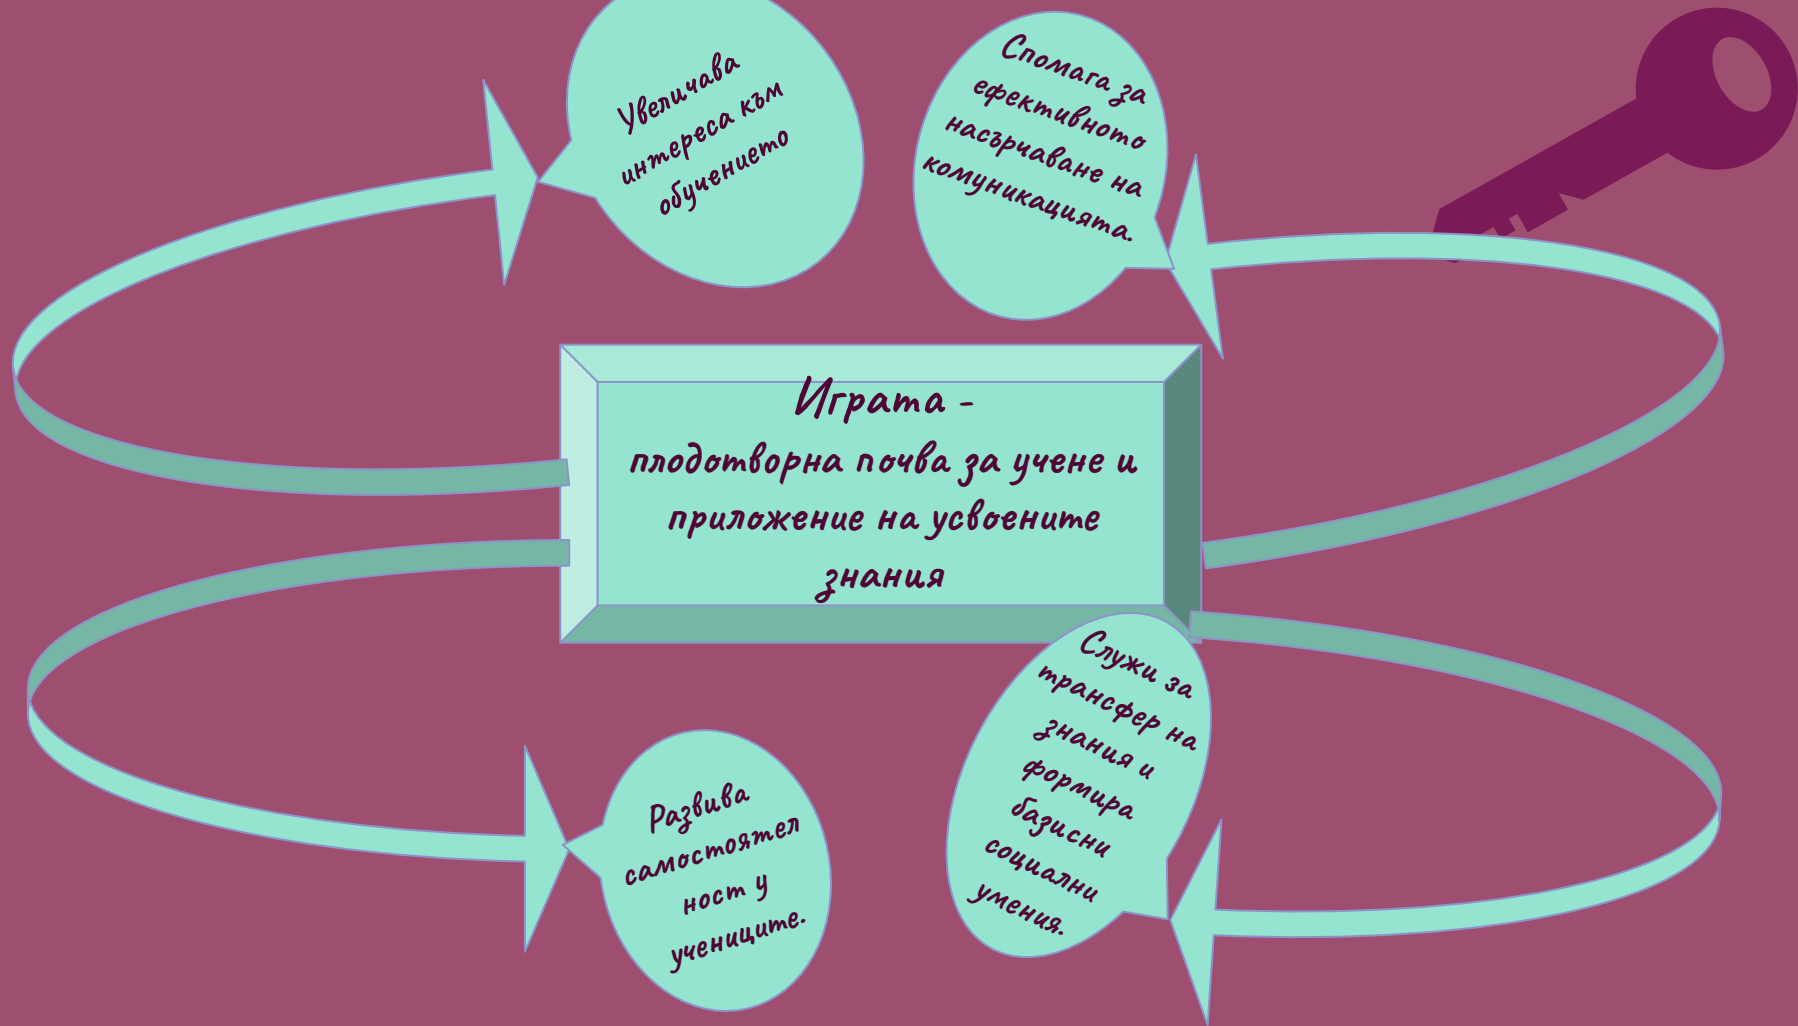 Увеличава
интереса към
обучението
Спомага за
ефективното
насърчаване на
комуникацията.
Играта -
плодотворна почва за учене и
приложение на усвоените
знания
Развива
самостоятел
ност у
учениците.
Служи за
трансфер на
знания и
формира
базисни
социални
умения.